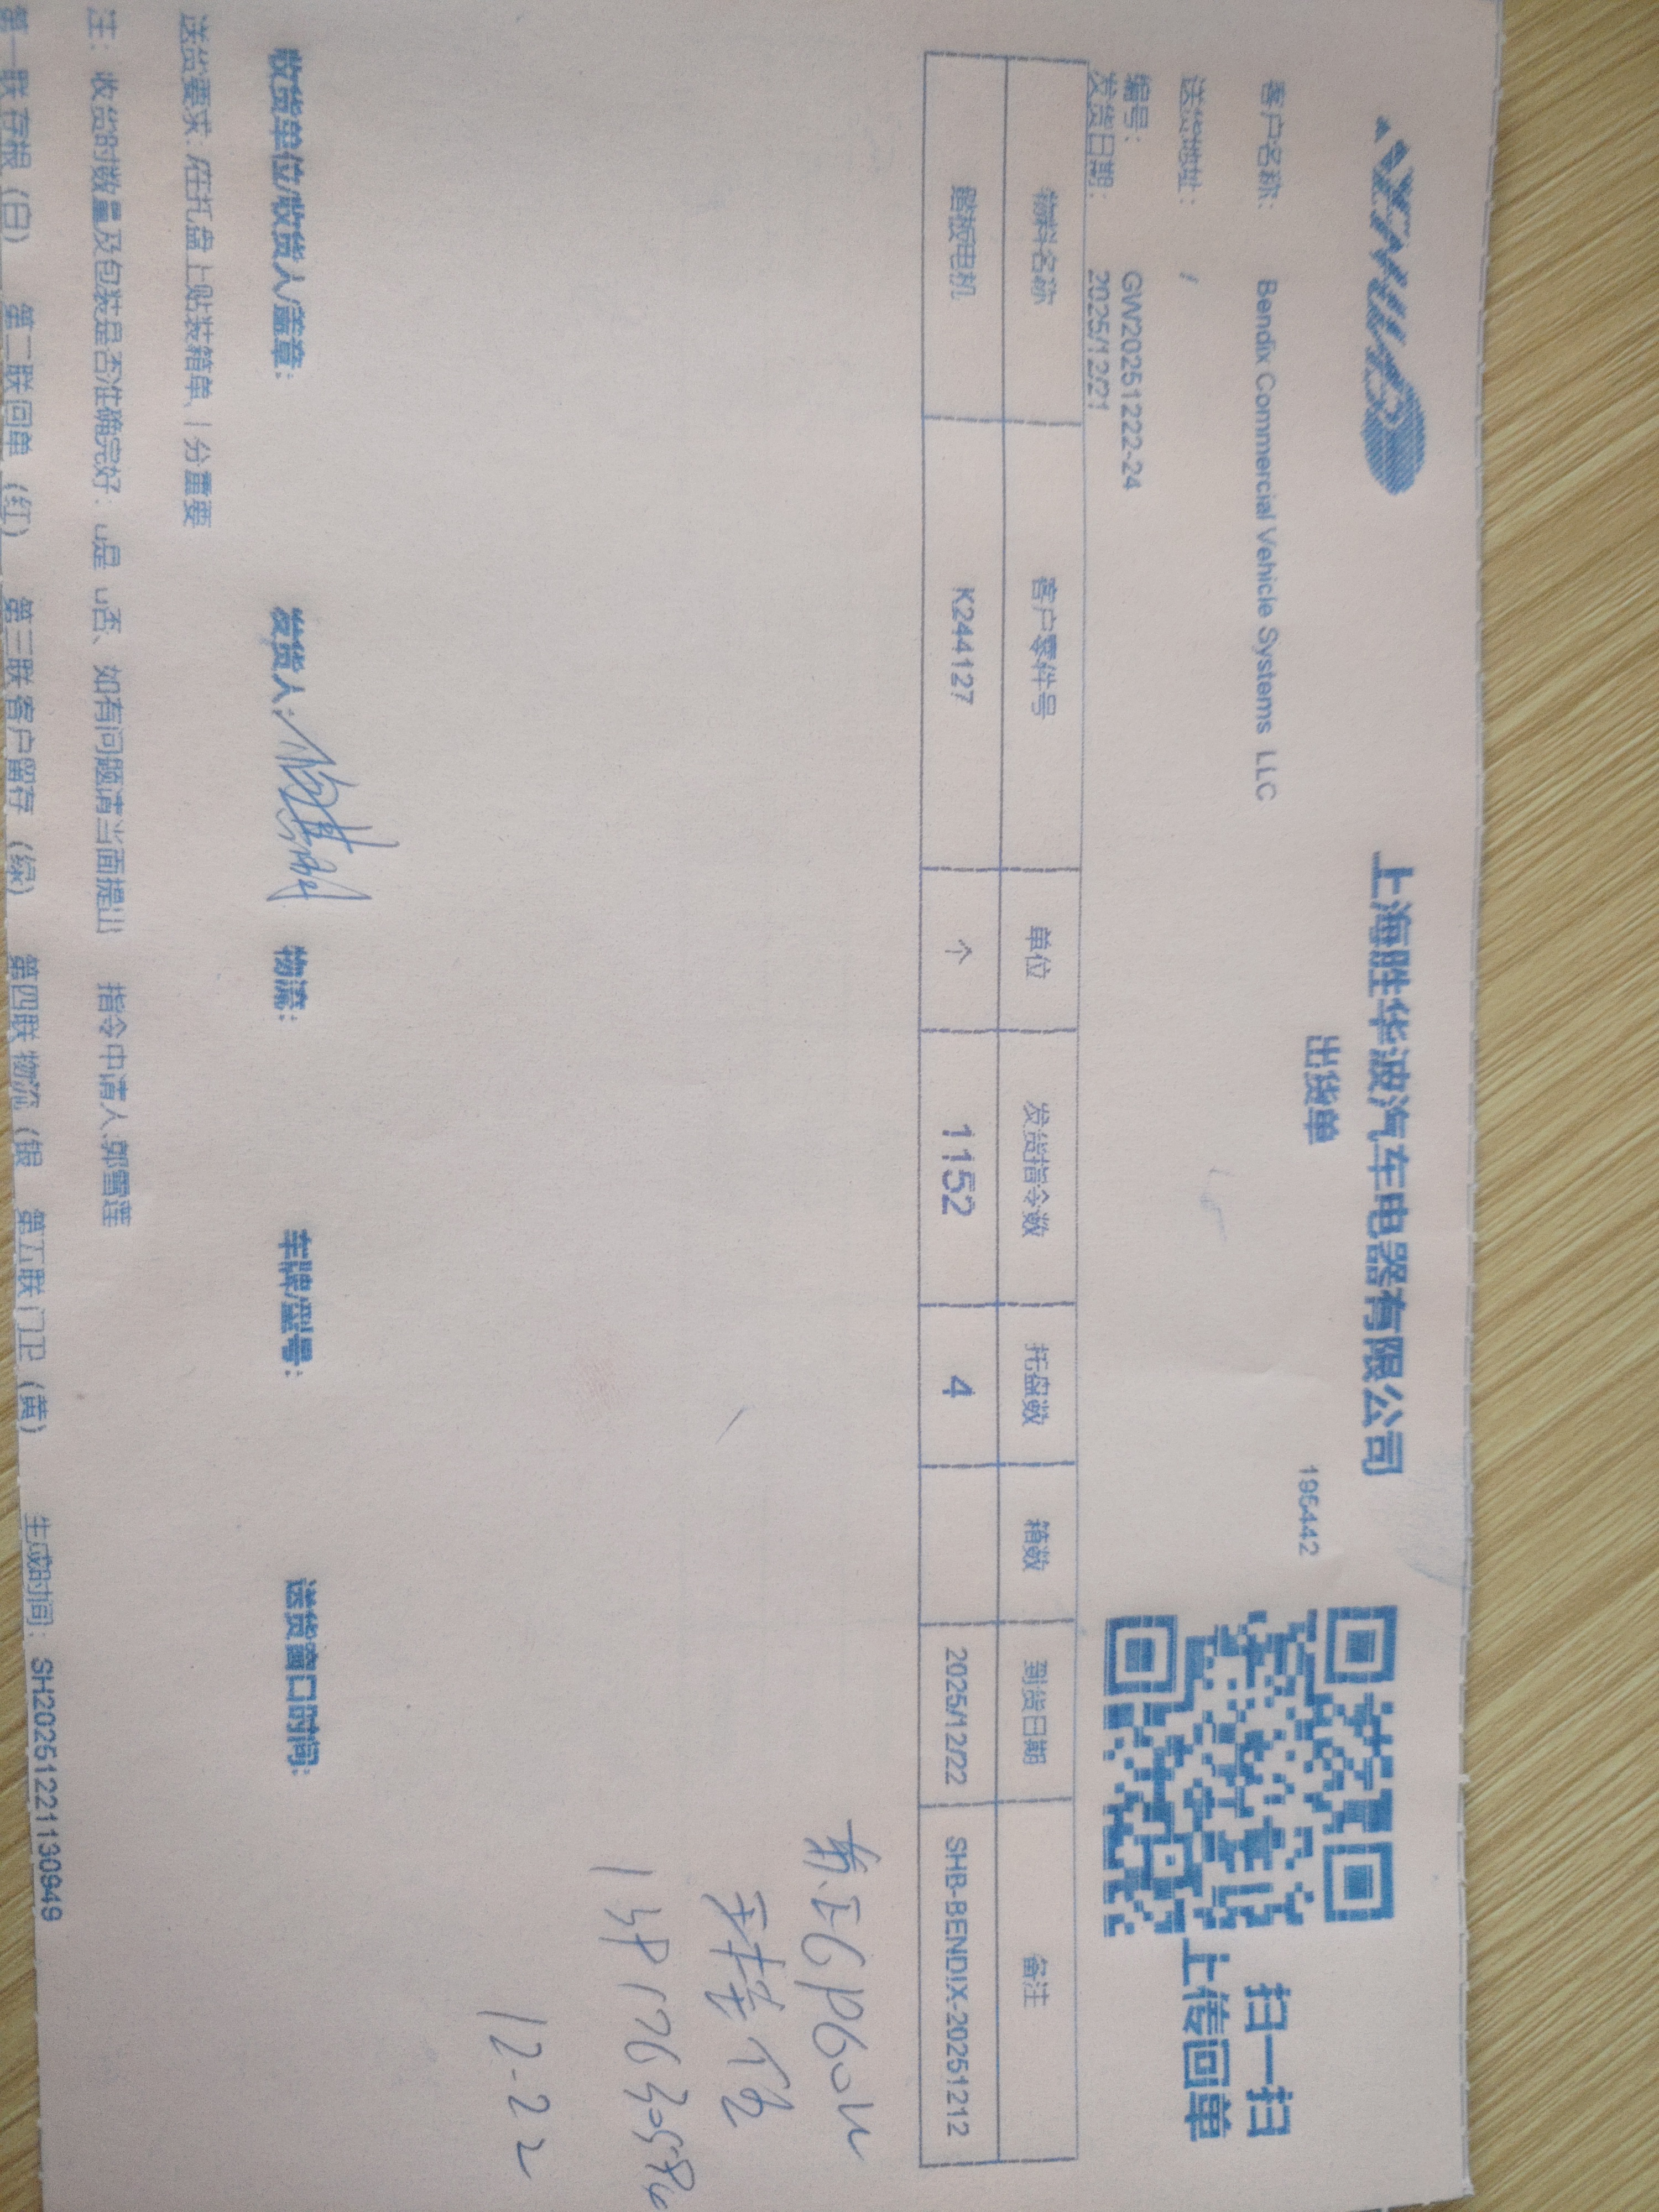 SHENGHUABO
上海胜华波汽车电器有限公司
出货单
195442
扫一扫
上传回单
客户名称: Bendix Commercial Vehicle Systems LLC
送货地址: /
编号: GW20251222-24
发货日期: 2025/12/21
物料名称 客户零件号 单位 发货指令数 托盘数 箱数 到货日期 备注
踏板电机 K244127 个 1152 4 2025/12/22 SHB-BENDIX-20251212
12-22
收货单位/收货人/盖章: 发货人: 物流: 车牌/型号: 送货窗口时间:
送货要求: 在托盘上贴装箱单,十分重要
注: 收货时数量及包装是否准确完好: 是 否、如有问题请当面提出 指令申请人:郭雪莲
第一联存根(白) 第二联回单(红) 第三联客户留存(绿) 第四联物流(银 第五联门卫(黄) 生成时间: SH20251221130949